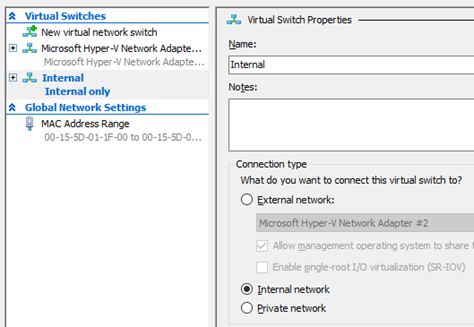 Virtual Switches
New virtual network switch
Microsoft Hyper-V Network Adapte...
Microsoft Hyper-V Network Adapte...
Internal
Internal only
Global Network Settings
MAC Address Range
00-15-5D-01-1F-00 to 00-15-5D-0...
Virtual Switch Properties
Name:
Internal
Notes:
Connection type
What do you want to connect this virtual switch to?
External network:
Microsoft Hyper-V Network Adapter #2
Allow management operating system to share t
Enable single-root I/O virtualization (SR-IOV)
Internal network
Private network